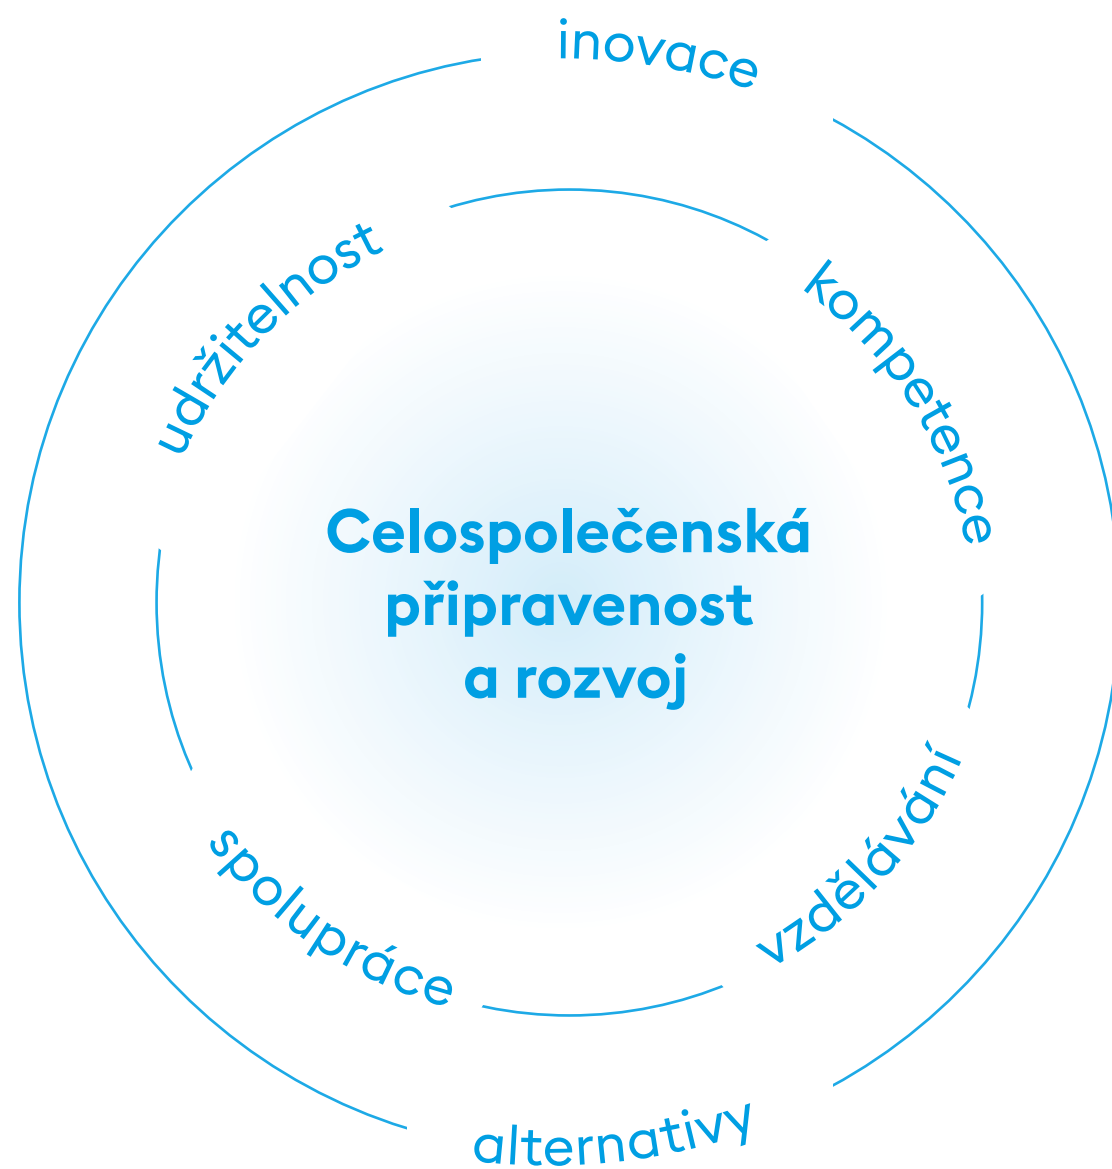 inovace
udržitelnost
kompetence
Celospolečenská
připravenost
a rozvoj
spolupráce
vzdělávání
alternativy